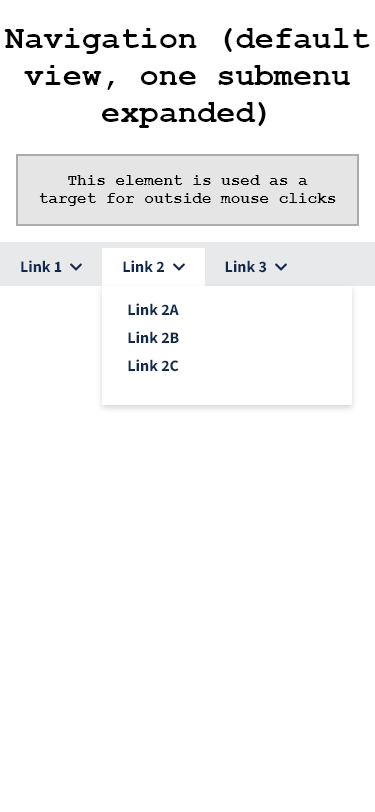 Navigation (default
view, one submenu
expanded)
This element is used as a
target for outside mouse clicks
Link 1 Link 2 Link 3
Link 2A
Link 2B
Link 2C